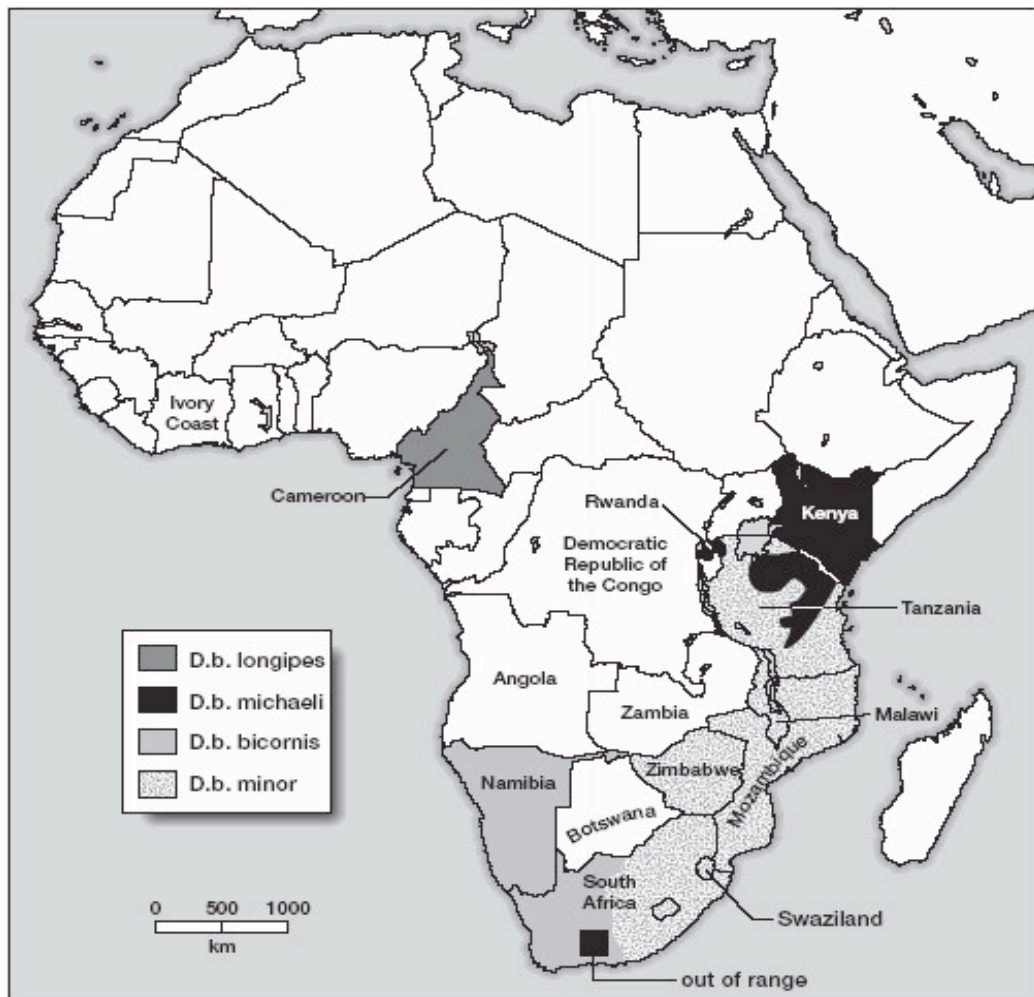 Ivory
Coast
Cameroon
Rwanda
Kenya
Democratic
Republic of
the Congo
Tanzania
D.b. longipes
D.b. michaeli
D.b. bicornis
D.b. minor
Angola
Zambia
Malawi
Namibia
Zimbabwe
Mozambique
Botswana
South
Africa
0 500 1000
km
Swaziland
out of range